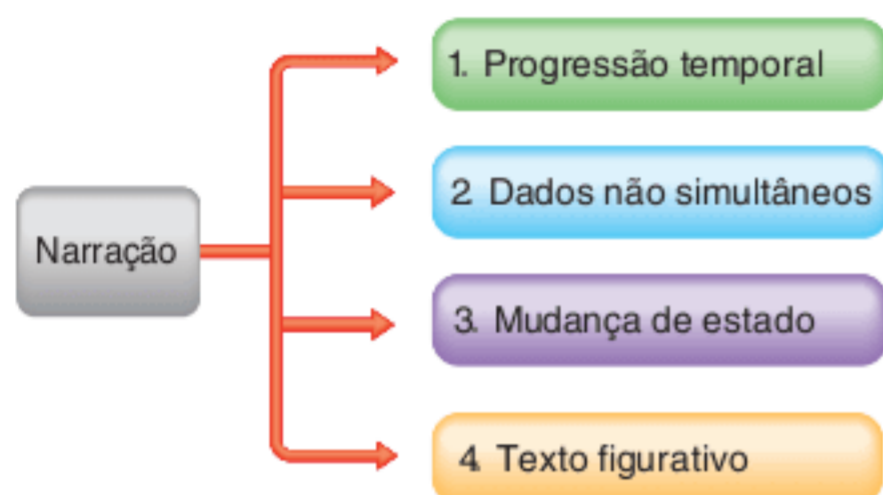 Narração
1. Progressão temporal
2 Dados não simultâneos
3. Mudança de estado
4. Texto figurativo